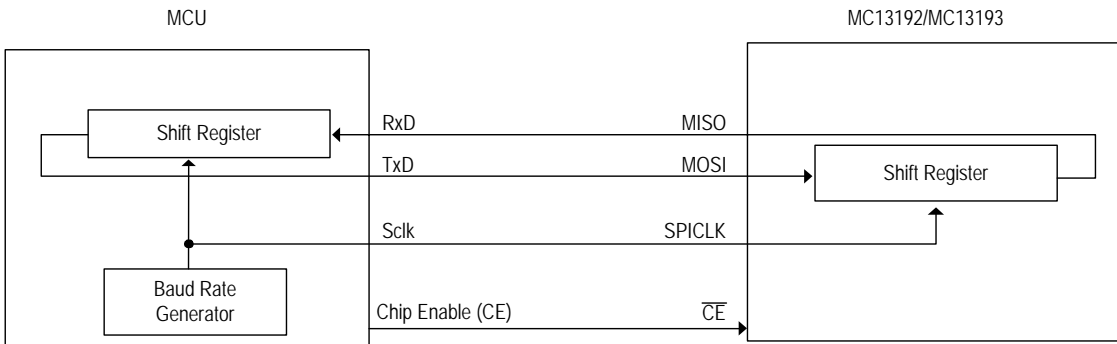 MCU
MC13192/MC13193
Shift Register
RxD
MISO
TxD
MOSI
Shift Register
Sclk
SPICLK
Baud Rate
Generator
Chip Enable (CE)
C̅E̅